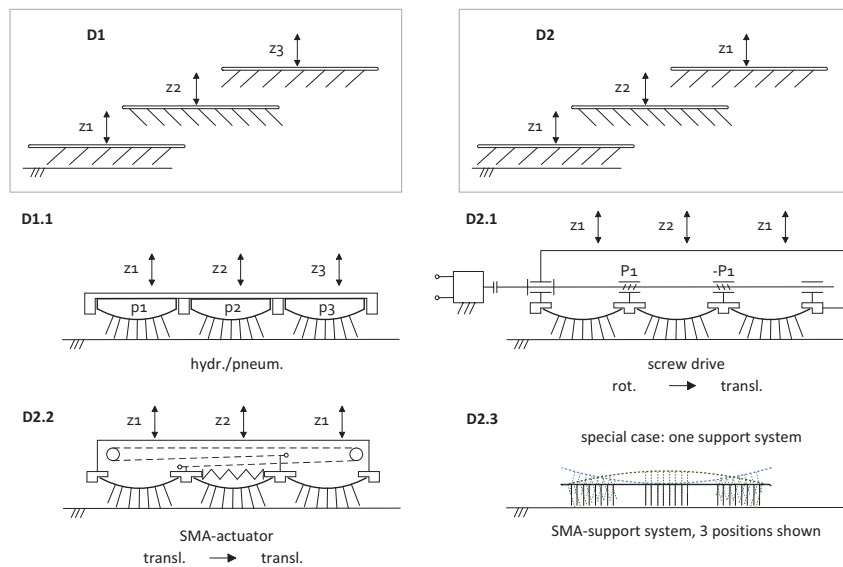 D1
z3
z2
z1
D2
z1
z2
z1
D1.1
z1 z2 z3
p1 p2 p3
hydr./pneum.
D2.1
z1 z2 z1
P1 -P1
screw drive
rot. transl.
D2.2
z1 z2 z1
SMA-actuator
transl. transl.
D2.3
special case: one support system
SMA-support system, 3 positions shown